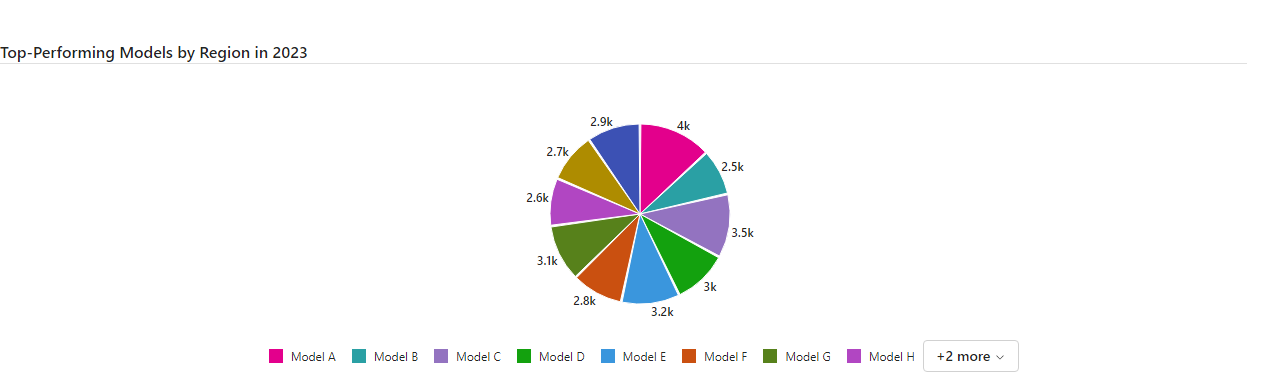 Top-Performing Models by Region in 2023
2.9k
4k
2.7k
2.5k
2.6k
3.5k
3.1k
3k
2.8k
3.2k
Model A Model B Model C Model D Model E Model F Model G Model H +2 more